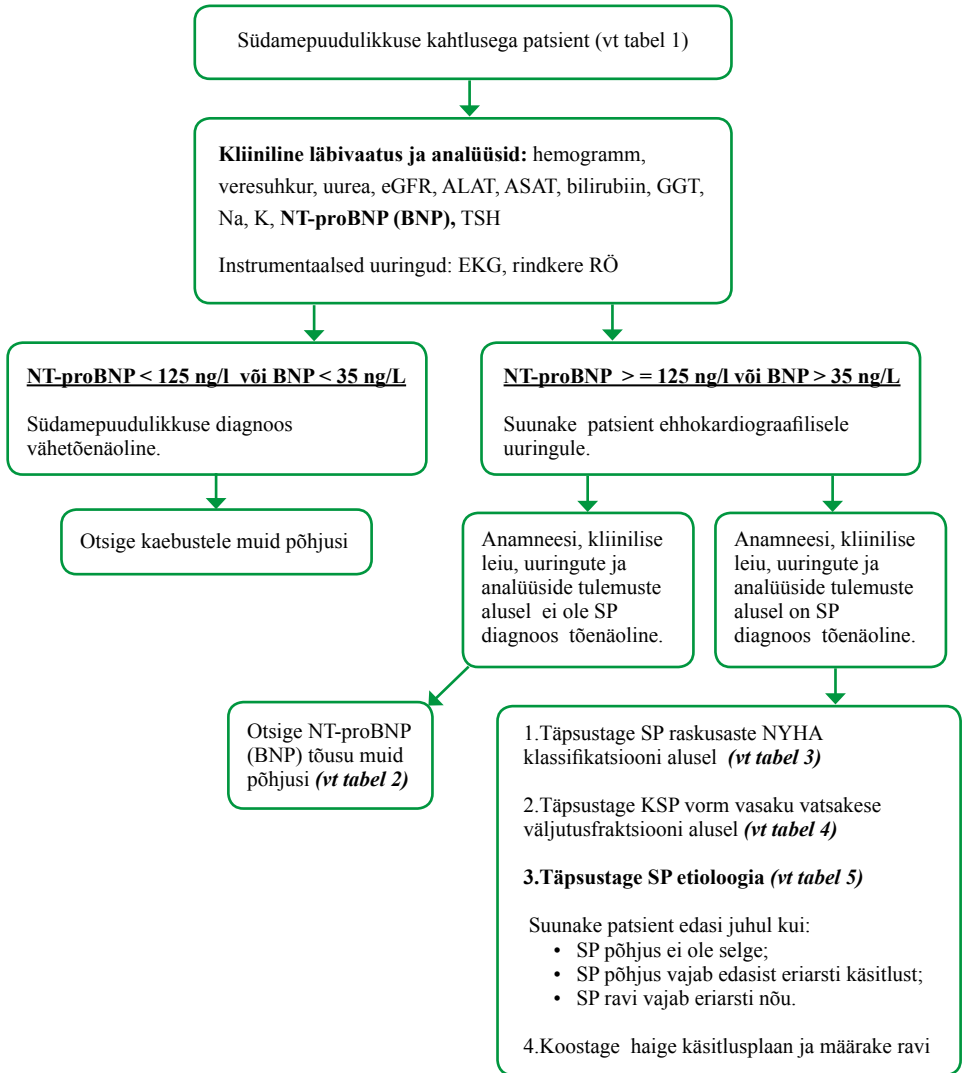 Südamepuudulikkuse kahtlusega patsient (vt tabel 1)
Kliiniline läbivaatus ja analüüsid: hemogramm,
veresuhkur, uurea, eGFR, ALAT, ASAT, bilirubiin, GGT,
Na, K, NT-proBNP (BNP), TSH
Instrumentaalsed uuringud: EKG, rindkere RÖ
NT-proBNP < 125 ng/l või BNP < 35 ng/L
Südamepuudulikkuse diagnoos
vähetõenäoline.
Otsige kaebustele muid põhjusi
NT-proBNP > = 125 ng/l või BNP > 35 ng/L
Suunake patsient ehhokardiograafilisele
uuringule.
Anamneesi, kliinilise
leiu, uuringute ja
analüüside tulemuste
alusel ei ole SP
diagnoos tõenäoline.
Anamneesi, kliinilise
leiu, uuringute ja
analüüside tulemuste
alusel on SP
diagnoos tõenäoline.
Otsige NT-proBNP
(BNP) tõusu muid
põhjusi (vt tabel 2)
1.Täpsustage SP raskusaste NYHA
klassifikatsiooni alusel (vt tabel 3)
2.Täpsustage KSP vorm vasaku vatsakese
väljutusfraktsiooni alusel (vt tabel 4)
3.Täpsustage SP etioloogia (vt tabel 5)
Suunake patsient edasi juhul kui:
• SP põhjus ei ole selge;
• SP põhjus vajab edasist eriarsti käsitlust;
• SP ravi vajab eriarsti nõu.
4.Koostage haige käsitlusplaan ja määrake ravi